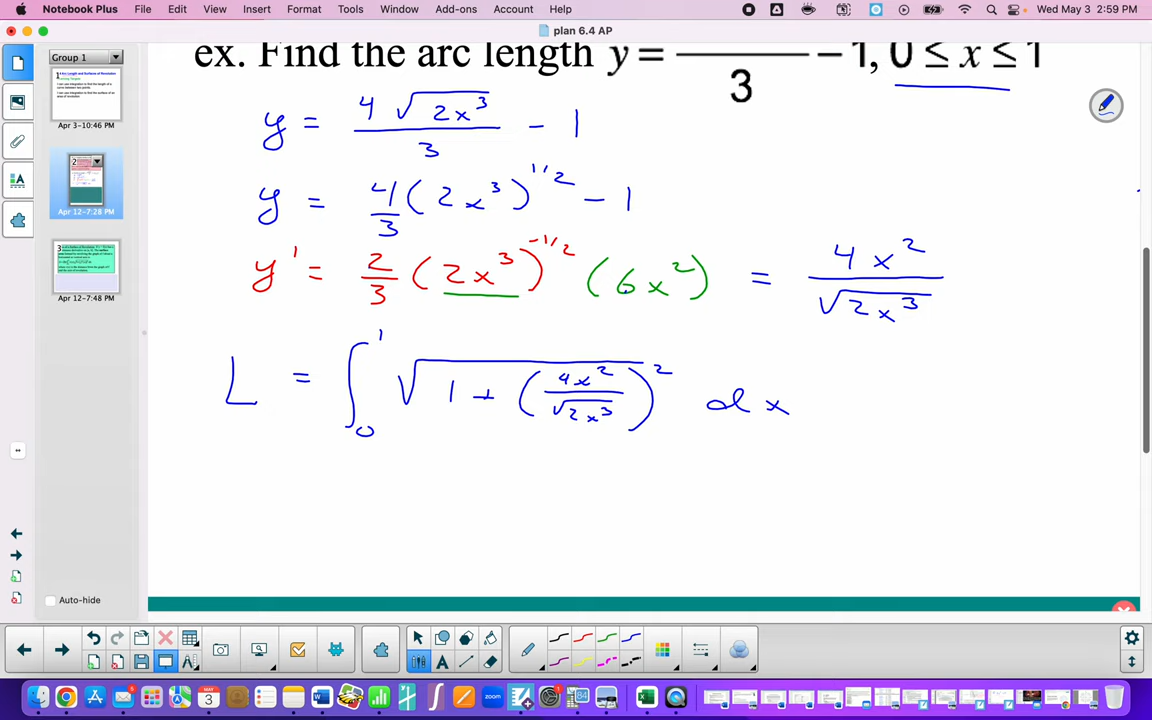 Notebook Plus File Edit View Insert Format Tools Window Add-ons Account Help Wed May 3 2:59 PM
plan 6.4 AP
Group 1
Apr 3-10:46 PM
2
Apr 12-7:28 PM
3
Apr 12-7:48 PM
Auto-hide
ex. Find the arc length y = ─── − 1, 0 ≤ x ≤ 1
3
y = 4√(2x³)/3 − 1
y = 4/3 (2x³)^1/2 − 1
y' = 2/3 (2x³)^-1/2 (6x²) = 4x²/√(2x³)
L = ∫₀¹ √1 + (4x²/√2x³)² dx